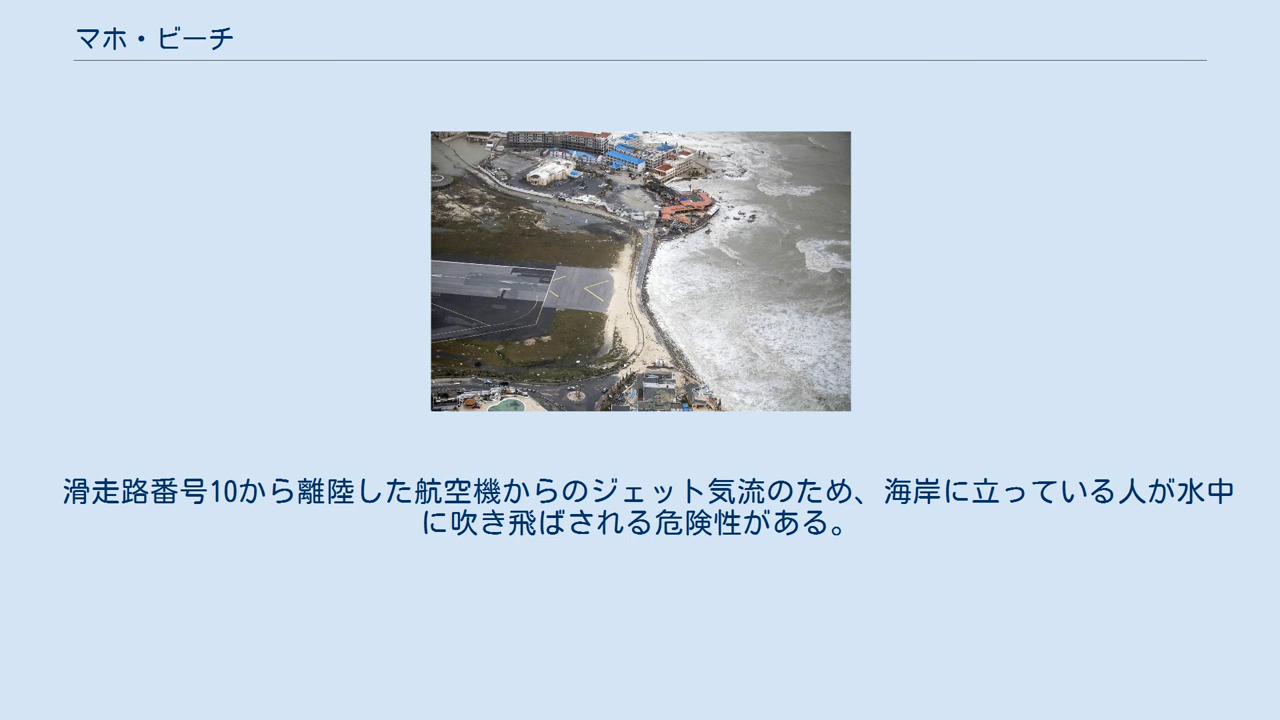 マホ・ビーチ
滑走路番号10から離陸した航空機からのジェット気流のため、海岸に立っている人が水中
に吹き飛ばされる危険性がある。